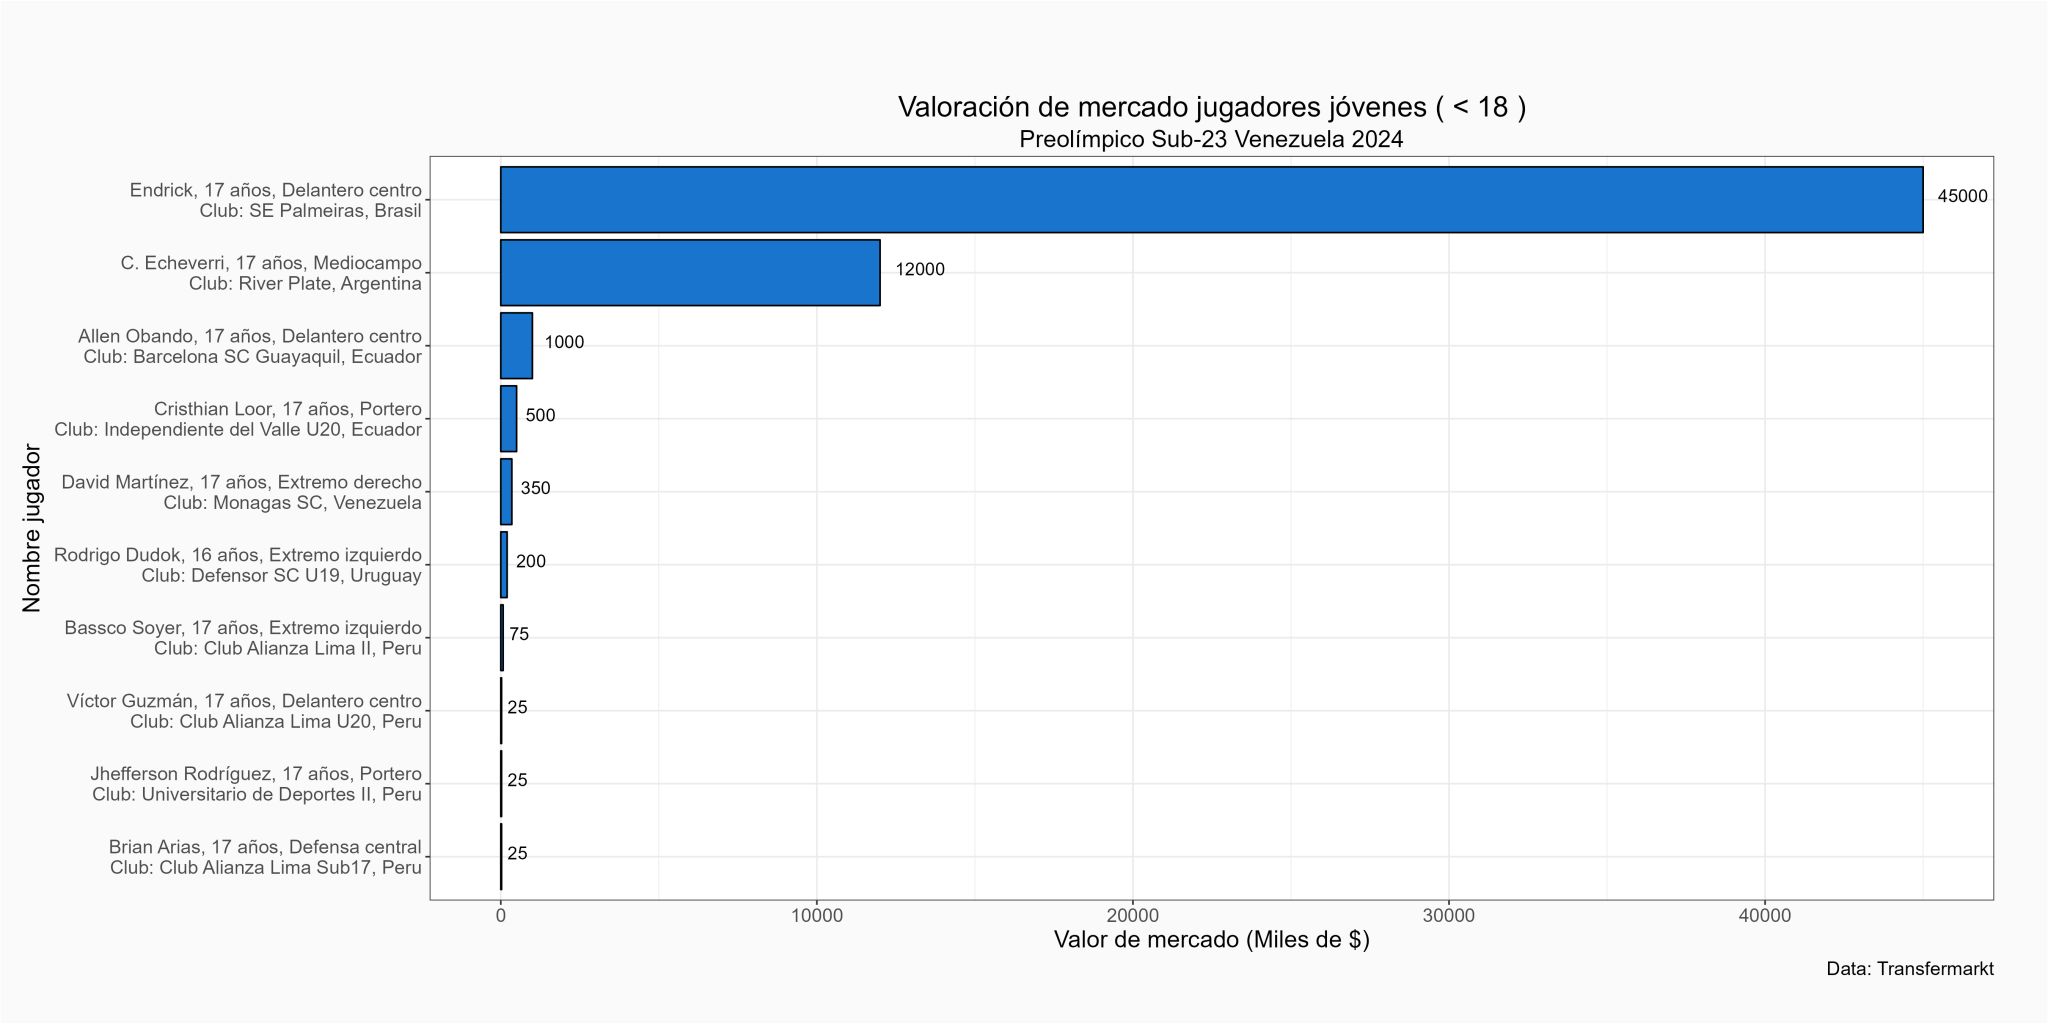 Valoración de mercado jugadores jóvenes ( < 18 )
Preolímpico Sub-23 Venezuela 2024
Nombre jugador
Endrick, 17 años, Delantero centro
Club: SE Palmeiras, Brasil
45000
C. Echeverri, 17 años, Mediocampo
Club: River Plate, Argentina
12000
Allen Obando, 17 años, Delantero centro
Club: Barcelona SC Guayaquil, Ecuador
1000
Cristhian Loor, 17 años, Portero
Club: Independiente del Valle U20, Ecuador
500
David Martínez, 17 años, Extremo derecho
Club: Monagas SC, Venezuela
350
Rodrigo Dudok, 16 años, Extremo izquierdo
Club: Defensor SC U19, Uruguay
200
Bassco Soyer, 17 años, Extremo izquierdo
Club: Club Alianza Lima II, Peru
75
Víctor Guzmán, 17 años, Delantero centro
Club: Club Alianza Lima U20, Peru
25
Jhefferson Rodríguez, 17 años, Portero
Club: Universitario de Deportes II, Peru
25
Brian Arias, 17 años, Defensa central
Club: Club Alianza Lima Sub17, Peru
25
0 10000 20000 30000 40000
Valor de mercado (Miles de $)
Data: Transfermarkt